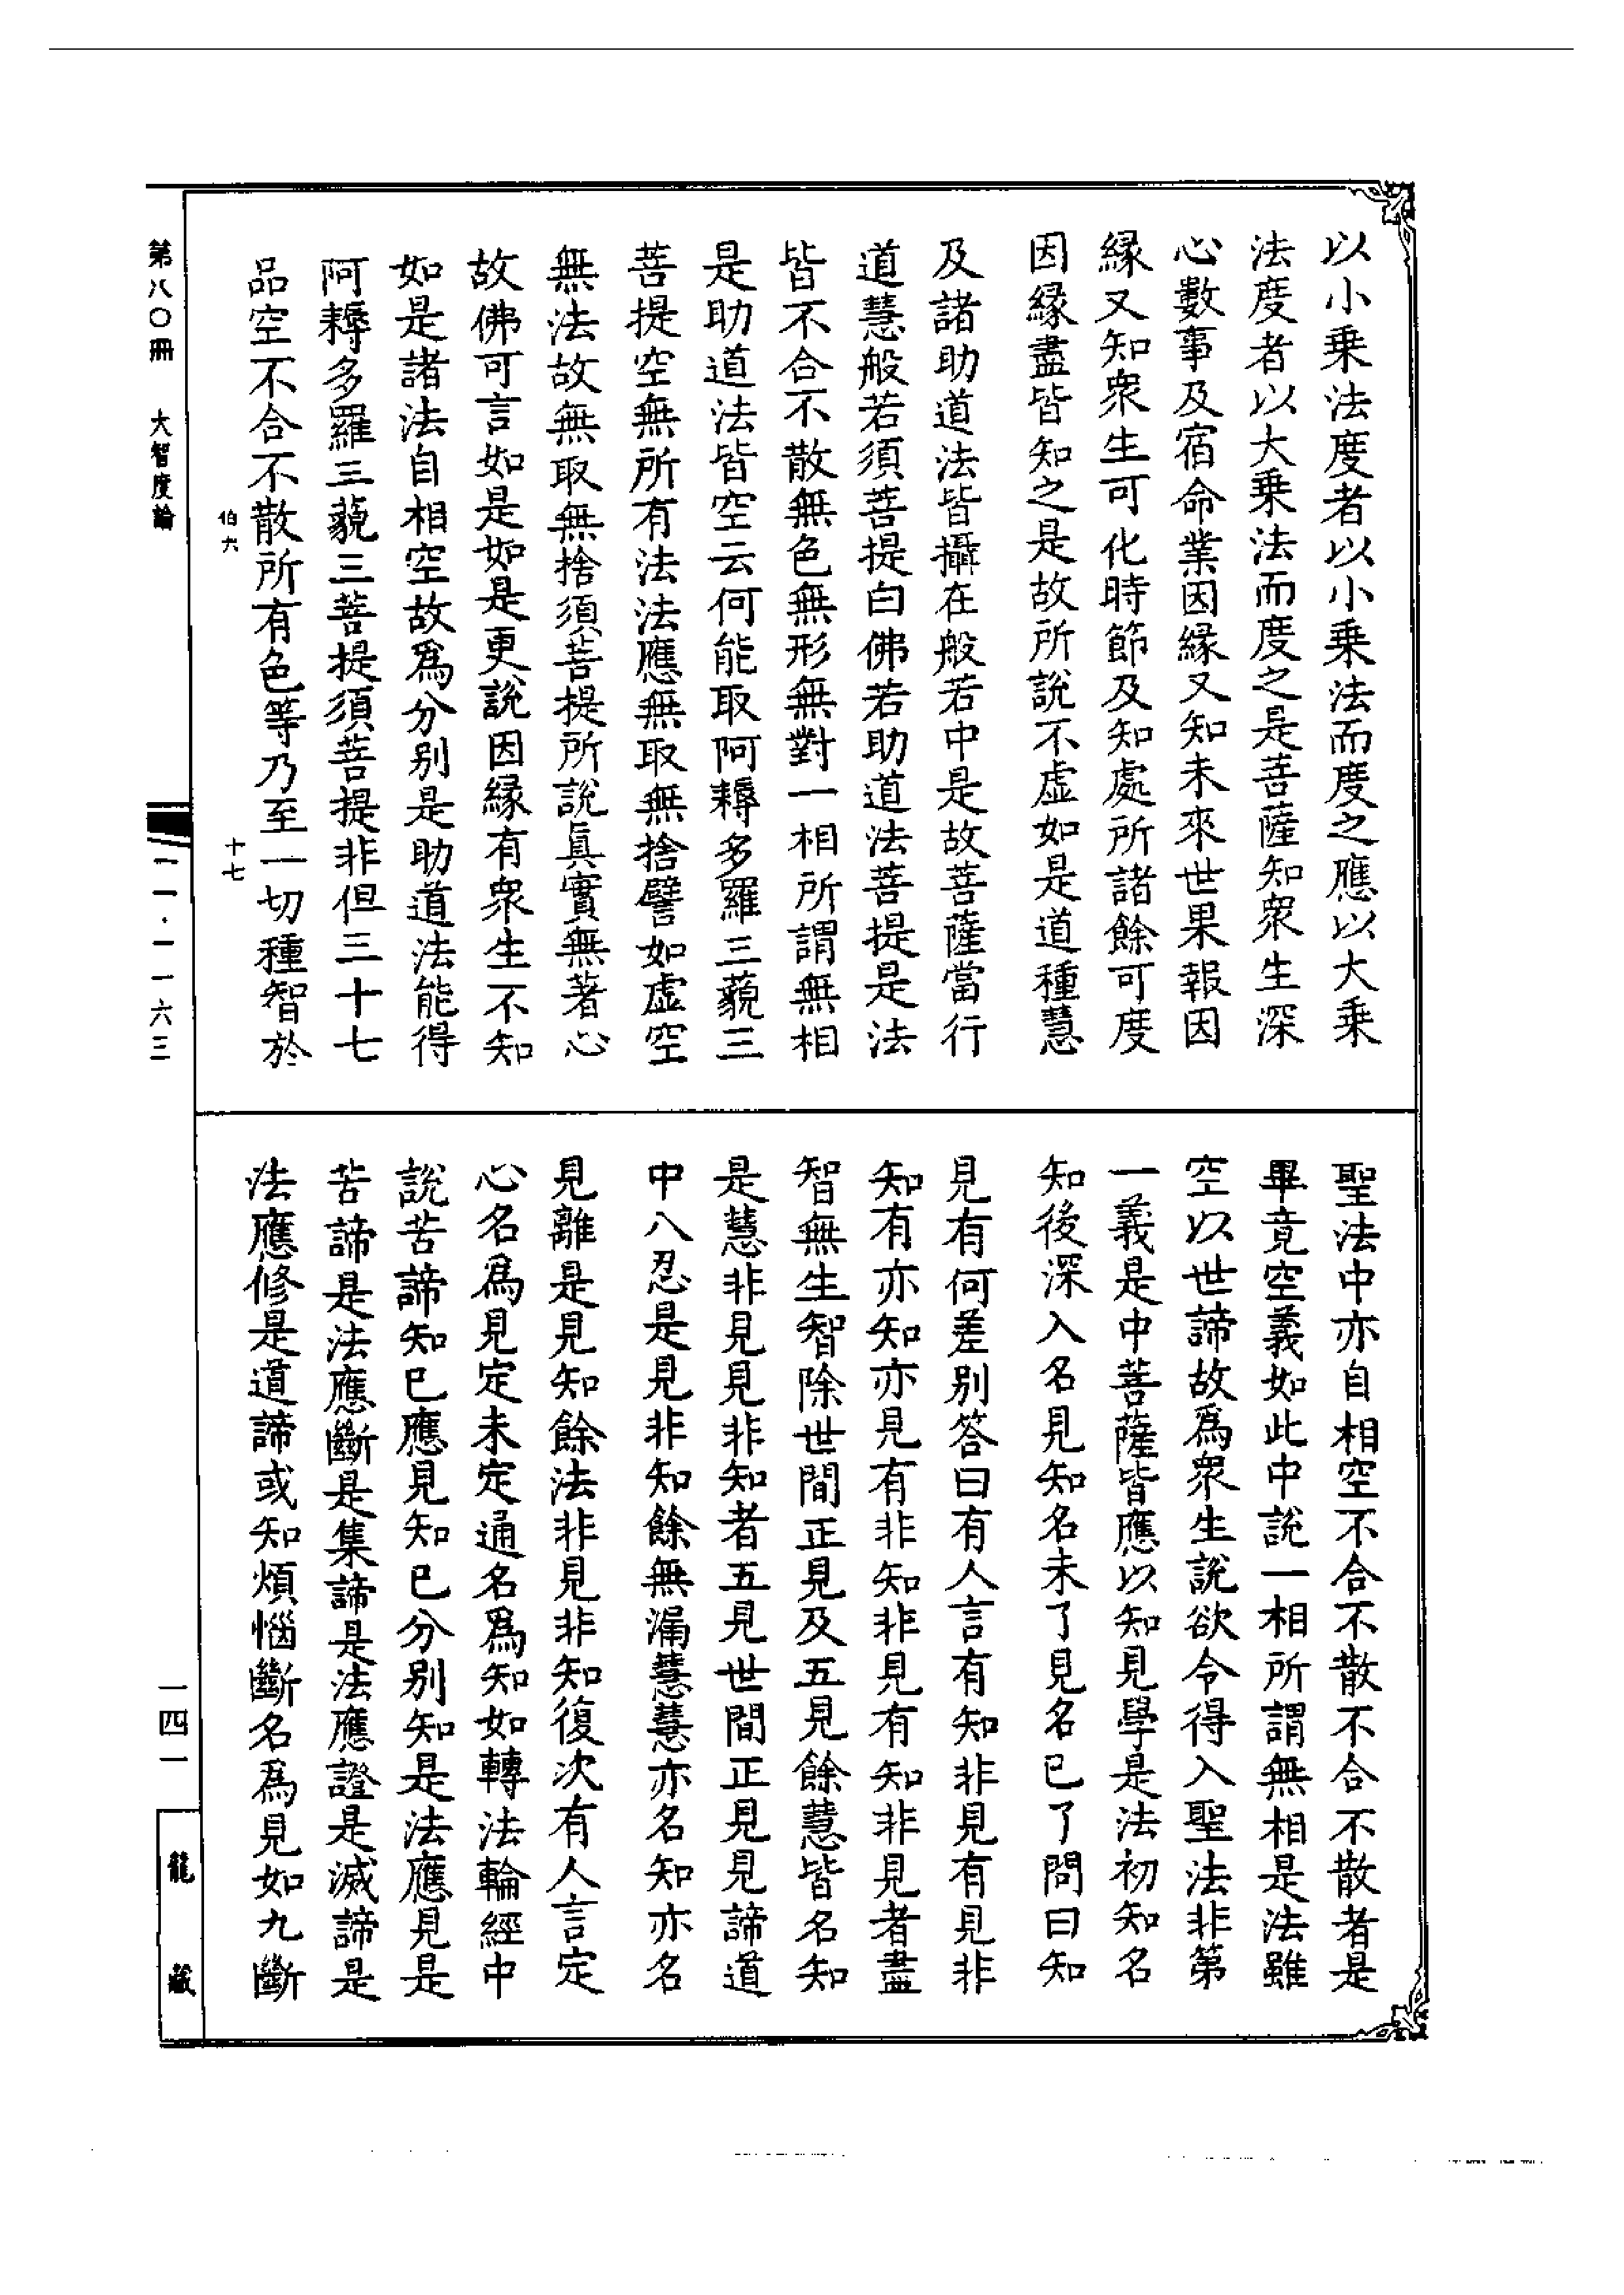 以小乗法度者以小乗法而度之應以大乗
法度者以大乗法而度之是菩薩知衆生深
心數事及宿命業因緣又知未來世果報因
緣又知衆生可化時節及知處所諸餘可度
因緣盡皆知之是故所說不虛如是道種慧
及諸助道法皆攝在般若中是故菩薩當行
道慧般若須菩提白佛若助道法菩提是法
皆不合不散無色無形無對一相所謂無相
是助道法皆空云何能取阿耨多羅三藐三
菩提空無所有法法應無取無捨譬如虛空
無法故無取無捨須菩提所說眞實無著心
故佛可言如是如是更說因緣有衆生不知
如是諸法自相空故爲分別是助道法能得
阿耨多羅三藐三菩提須菩提非但三十七
品空不合不散所有色等乃至一切種智於
聖法中亦自相空不合不散不合不散者是
畢竟空義如此中說一相所謂無相是法雖
空以世諦故爲衆生說欲令得入聖法非第
一義是中菩薩皆應以知見學是法初知名
知後深入名見知名未了見名已了問曰知
見有何差別答曰有人言有知非見有見非
知有亦知亦見有非知非見有知非見者盡
智無生智除世間正見及五見餘慧皆名知
是慧非見見非知者五見世間正見見諦道
中八忍是見非知餘無漏慧慧亦名知亦名
見離是見知餘法非見非知復次有人言定
心名爲見定未定通名爲知如轉法輪經中
說苦諦知已應見知已分別知是法應見是
苦諦是法應斷是集諦是法應證是滅諦是
法應修是道諦或知煩惱斷名爲見如九斷
伯六
十七
第八〇冊 大智度論
一一·一一六三
一四一
龍藏